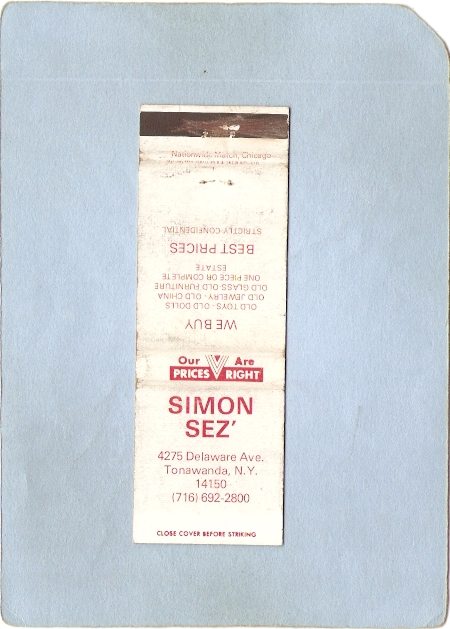 Nationwide Match, Chicago
WE BUY
OLD TOYS - OLD DOLLS
OLD JEWELRY - OLD CHINA
OLD GLASS-OLD FURNITURE
ONE PIECE OR COMPLETE
ESTATE
BEST PRICES
STRICTLY CONFIDENTIAL
Our Are
PRICES RIGHT
SIMON
SEZ'
4275 Delaware Ave.
Tonawanda, N.Y.
14150
(716) 692-2800
CLOSE COVER BEFORE STRIKING